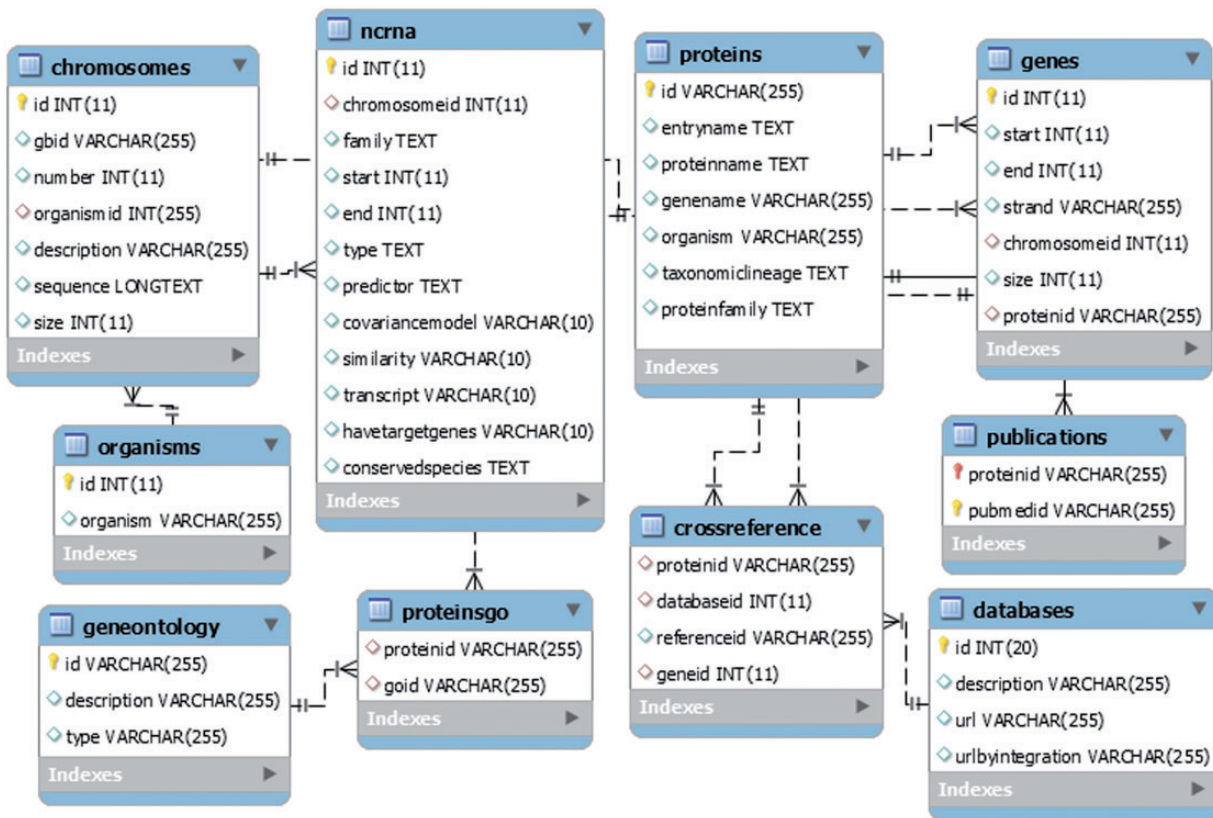 chromosomes
id INT(11)
gbid VARCHAR(255)
number INT(11)
organismid INT(255)
description VARCHAR(255)
sequence LONGTEXT
size INT(11)
Indexes
ncrna
id INT(11)
chromosomeid INT(11)
family TEXT
start INT(11)
end INT(11)
type TEXT
predictor TEXT
covariancemodel VARCHAR(10)
similarity VARCHAR(10)
transcript VARCHAR(10)
havetargetgenes VARCHAR(10)
conservedspecies TEXT
Indexes
proteins
id VARCHAR(255)
entryname TEXT
proteinname TEXT
genename VARCHAR(255)
organism VARCHAR(255)
taxonomiclineage TEXT
proteinfamily TEXT
Indexes
genes
id INT(11)
start INT(11)
end INT(11)
strand VARCHAR(255)
chromosomeid INT(11)
size INT(11)
proteinid VARCHAR(255)
Indexes
organisms
id INT(11)
organism VARCHAR(255)
Indexes
publications
proteinid VARCHAR(255)
pubmedid VARCHAR(255)
Indexes
geneontology
id VARCHAR(255)
description VARCHAR(255)
type VARCHAR(255)
Indexes
proteinsgo
proteinid VARCHAR(255)
goid VARCHAR(255)
Indexes
crossreference
proteinid VARCHAR(255)
databaseid INT(11)
referenceid VARCHAR(255)
geneid INT(11)
Indexes
databases
id INT(20)
description VARCHAR(255)
url VARCHAR(255)
urlbyintegration VARCHAR(255)
Indexes